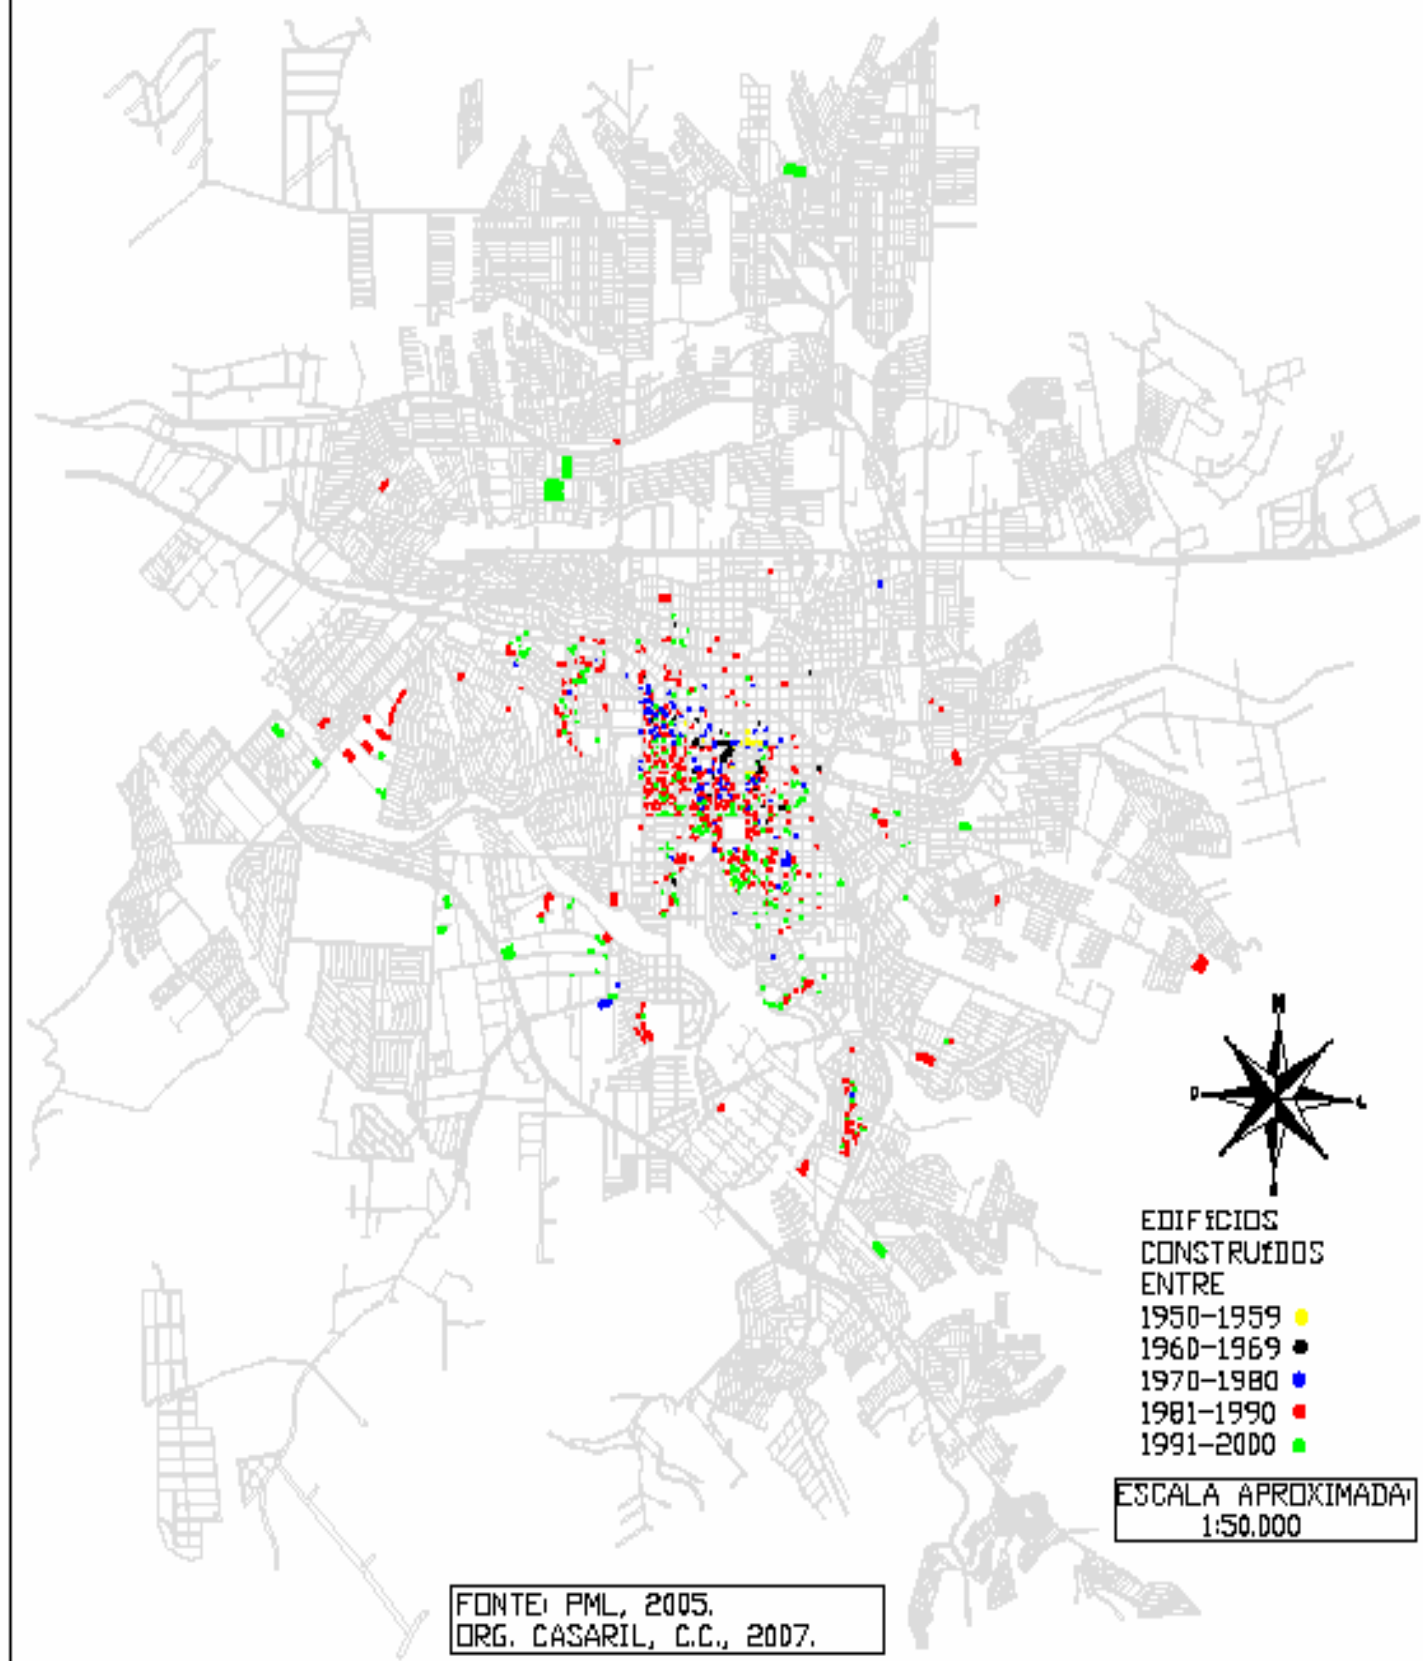 N
O
L
EDIFíCIOS
CONSTRUíDOS
ENTRE
1950-1959
1960-1969
1970-1980
1981-1990
1991-2000
ESCALA APROXIMADA:
1:50.000
FONTE: PML, 2005.
ORG. CASARIL, C.C., 2007.